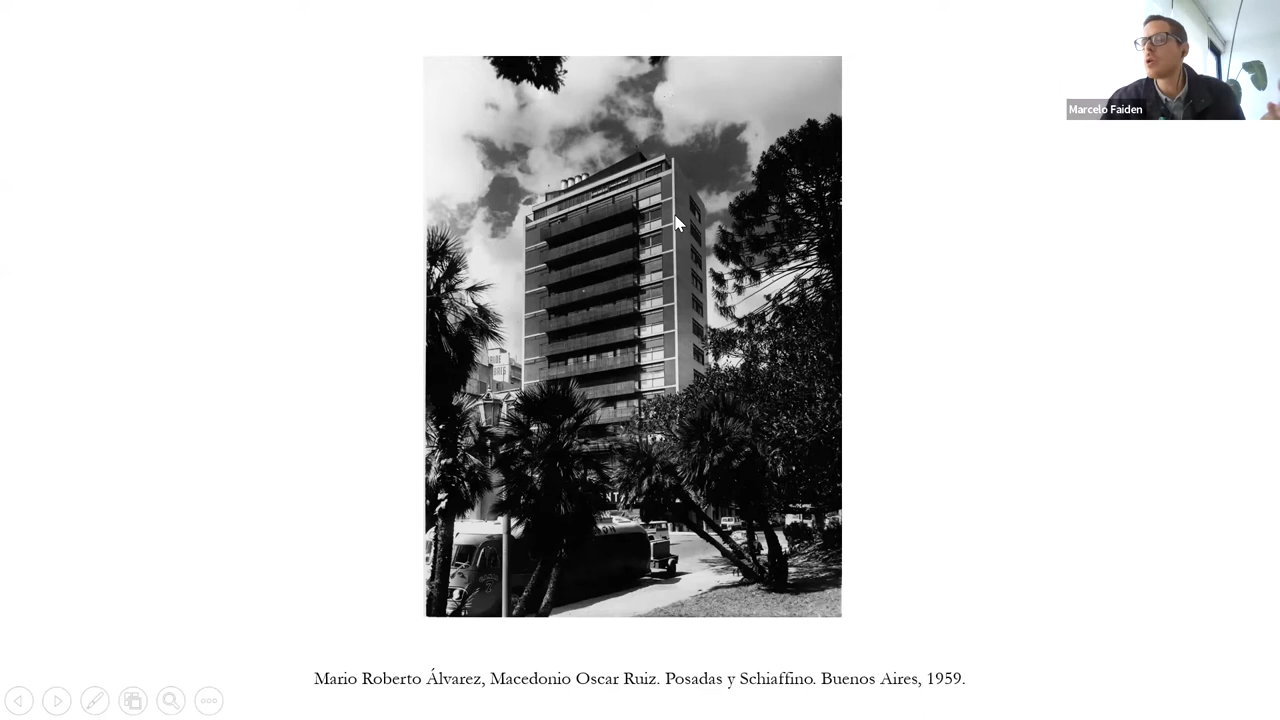 Marcelo Faiden
Mario Roberto Álvarez, Macedonio Oscar Ruiz. Posadas y Schiaffino. Buenos Aires, 1959.